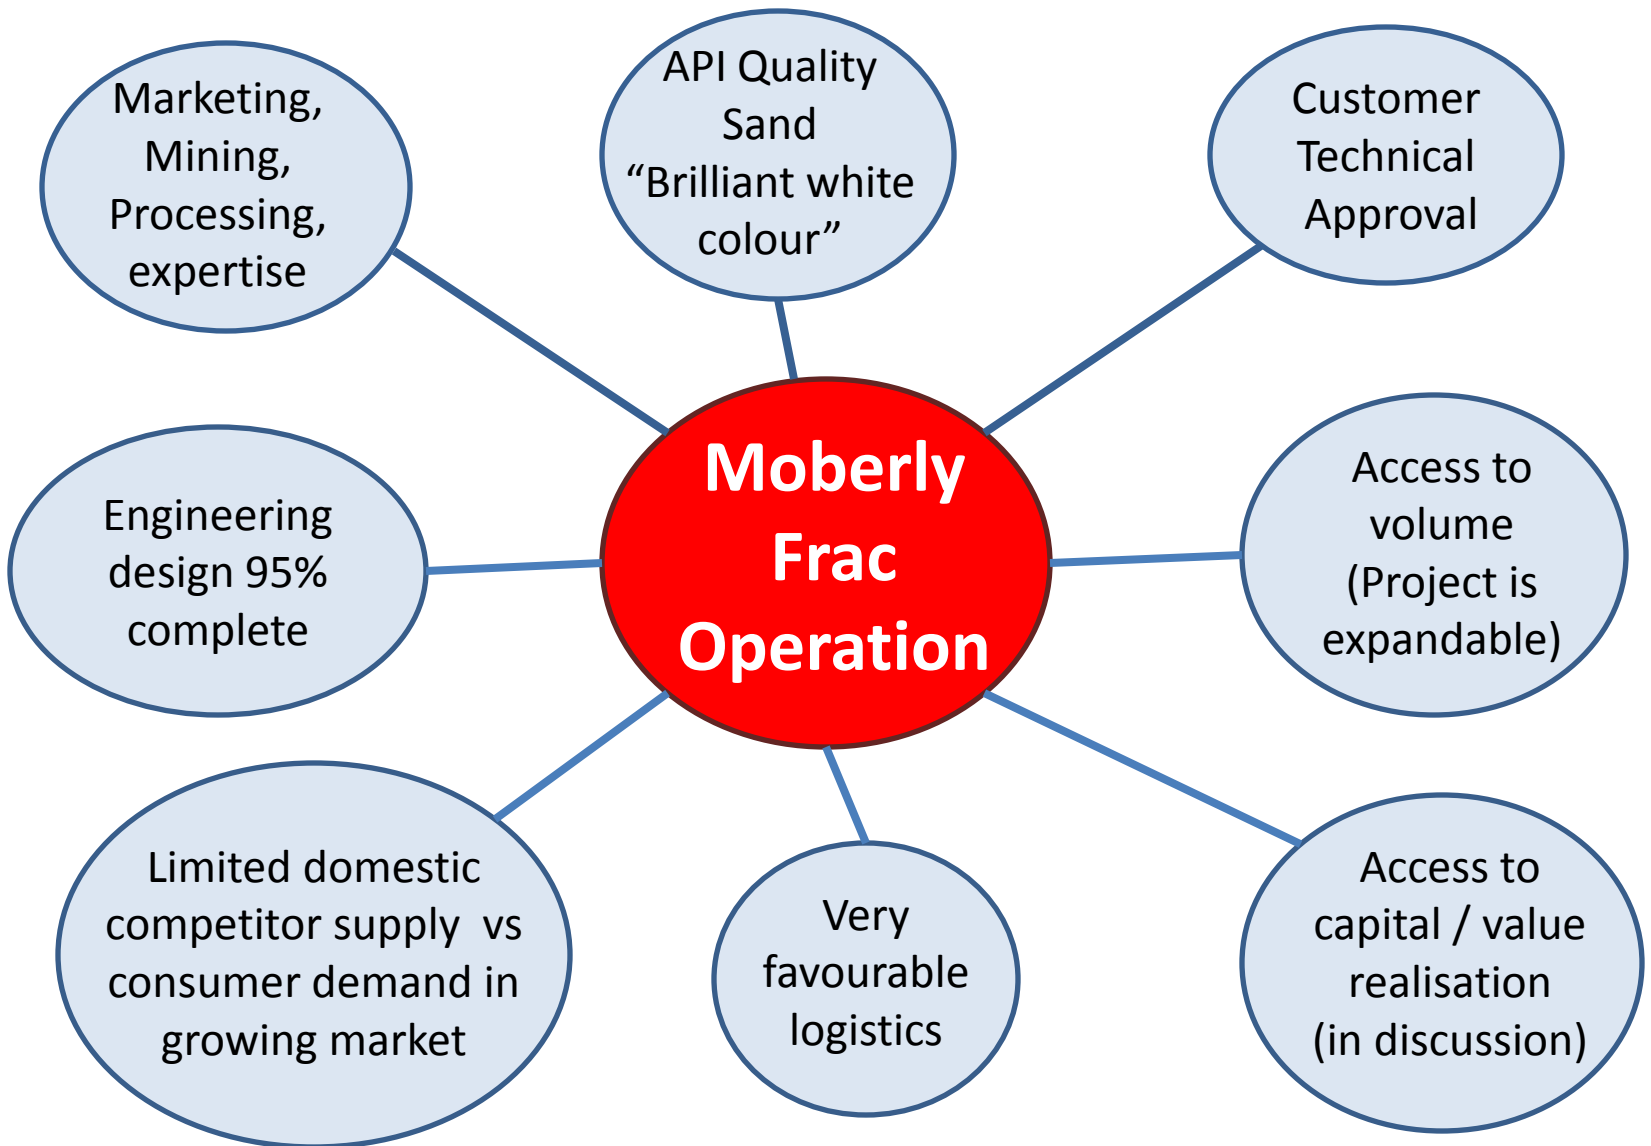 Marketing,
Mining,
Processing,
expertise
API Quality
Sand
“Brilliant white
colour”
Customer
Technical
Approval
Engineering
design 95%
complete
Moberly
Frac
Operation
Access to
volume
(Project is
expandable)
Limited domestic
competitor supply  vs
consumer demand in
growing market
Very
favourable
logistics
Access to
capital / value
realisation
(in discussion)